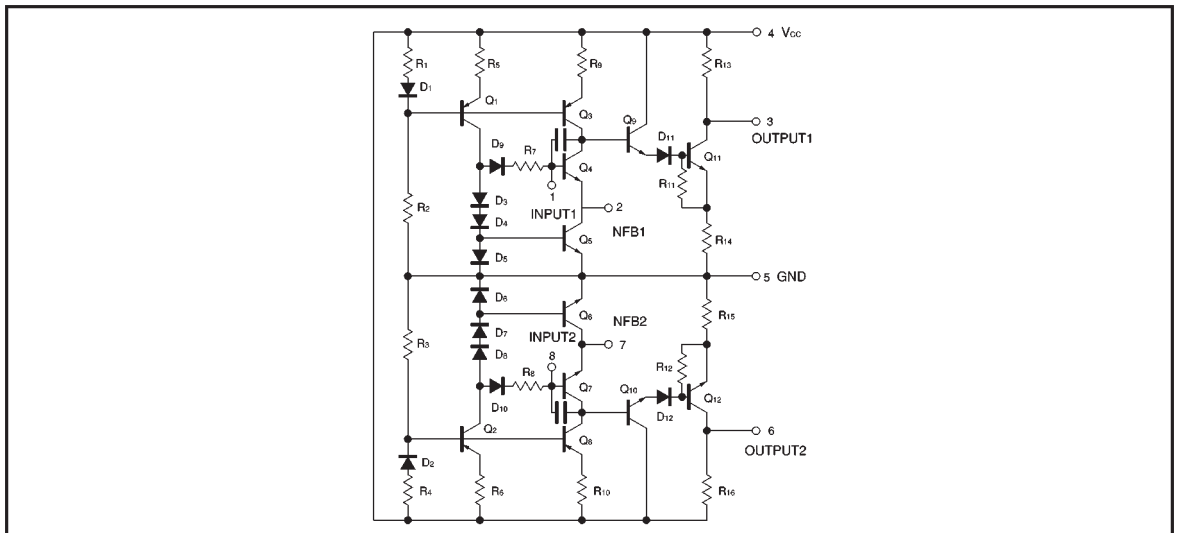 4 Vcc
R1
R5
R9
R13
D1
Q1
Q3
Q9
3
OUTPUT1
D11
D9
R7
Q4
Q11
R11
1
INPUT1
2
D3
R2
D4
NFB1
Q5
R14
D5
5 GND
D6
Q6
NFB2
R15
D7
INPUT2
R3
7
D8
8
R12
R8
Q7
Q10
Q12
D10
D12
Q2
Q8
6
OUTPUT2
D2
R4
R6
R10
R16